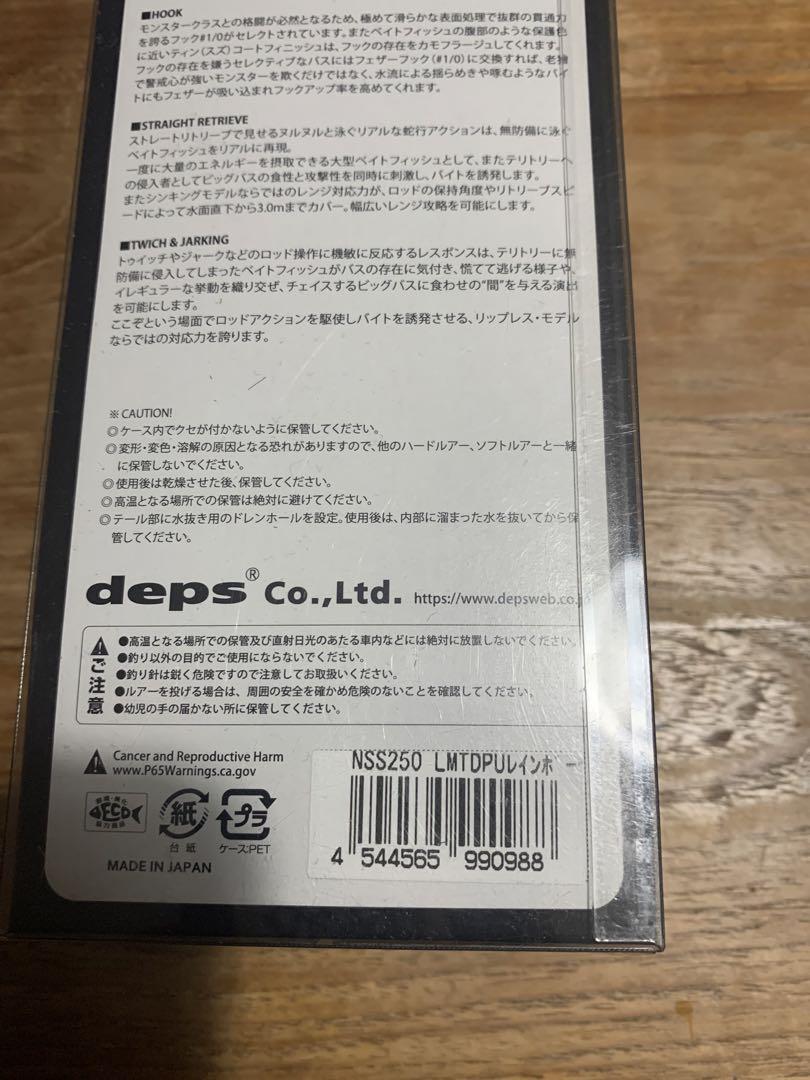 ■HOOK
モンスタークラスとの格闘が必然となるため、極めて滑らかな表面処理で抜群の貫通力
を誇るフック#1/0がセレクトされています。またベイトフィッシュの腹部のような保護色
に近いティン（スズ）コートフィニッシュは、フックの存在をカモフラージュしてくれます。
フックの存在を嫌うセレクティブなバスにはフェザーフック（#1/0）に交換すれば、老獪
で警戒心が強いモンスターを欺くだけではなく、水流による揺らめきや啄むようなバイ
トにもフェザーが吸い込まれフックアップ率を高めてくれます。
■STRAIGHT RETRIEVE
ストレートリトリーブで見せるヌルヌルと泳ぐリアルな蛇行アクションは、無防備に泳ぐ
ベイトフィッシュをリアルに再現。
一度に大量のエネルギーを摂取できる大型ベイトフィッシュとして、またテリトリーへ
の侵入者としてビッグバスの食性と攻撃性を同時に刺激し、バイトを誘発します。
またシンキングモデルならではのレンジ対応力が、ロッドの保持角度やリトリーブスピ
ードによって水面直下から3.0mまでカバー。幅広いレンジ攻略を可能にします。
■TWICH & JARKING
トゥイッチやジャークなどのロッド操作に機敏に反応するレスポンスは、テリトリーに無
防備に侵入してしまったベイトフィッシュがバスの存在に気付き、慌てて逃げる様子や、
イレギュラーな挙動を織り交ぜ、チェイスするビッグバスに食わせの“間”を与える演出
を可能にします。
ここぞという場面でロッドアクションを駆使しバイトを誘発させる、リップレス・モデル
ならではの対応力を誇ります。
※ CAUTION!
◎ケース内でクセが付かないように保管してください。
◎変形・変色・溶解の原因となる恐れがありますので、他のハードルアー、ソフトルアーと一緒
に保管しないでください。
◎使用後は乾燥させた後、保管してください。
◎高温となる場所での保管は絶対に避けてください。
◎テール部に水抜き用のドレンホールを設定。使用後は、内部に溜まった水を抜いてから保
管してください。
deps® Co.,Ltd. https://www.depsweb.co.
ご注意
●高温となる場所での保管及び直射日光のあたる車内などには絶対に放置しないでください。
●釣り以外の目的でご使用にならないでください。
●釣り針は鋭く危険ですので注意してお取扱いください。
●ルアーを投げる場合は、周囲の安全を確かめ危険のないことを確認してください。
●幼児の手の届かない所に保管してください。
Cancer and Reproductive Harm
www.P65Warnings.ca.gov
ECO
紙
台 紙
プラ
ケース:PET
MADE IN JAPAN
NSS250 LMTDPUレインボー
4 544565 990988